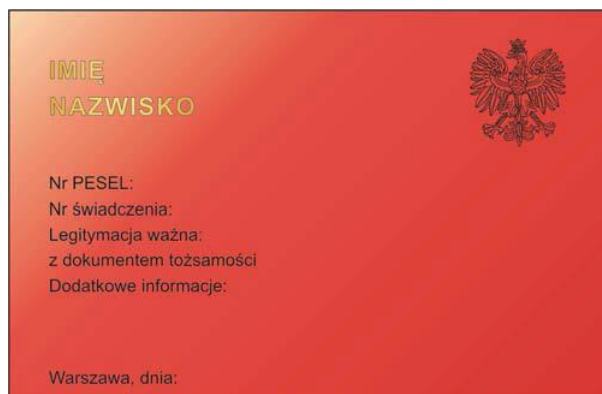 IMIĘ
NAZWISKO
Nr PESEL:
Nr świadczenia:
Legitymacja ważna:
z dokumentem tożsamości
Dodatkowe informacje:
Warszawa, dnia: